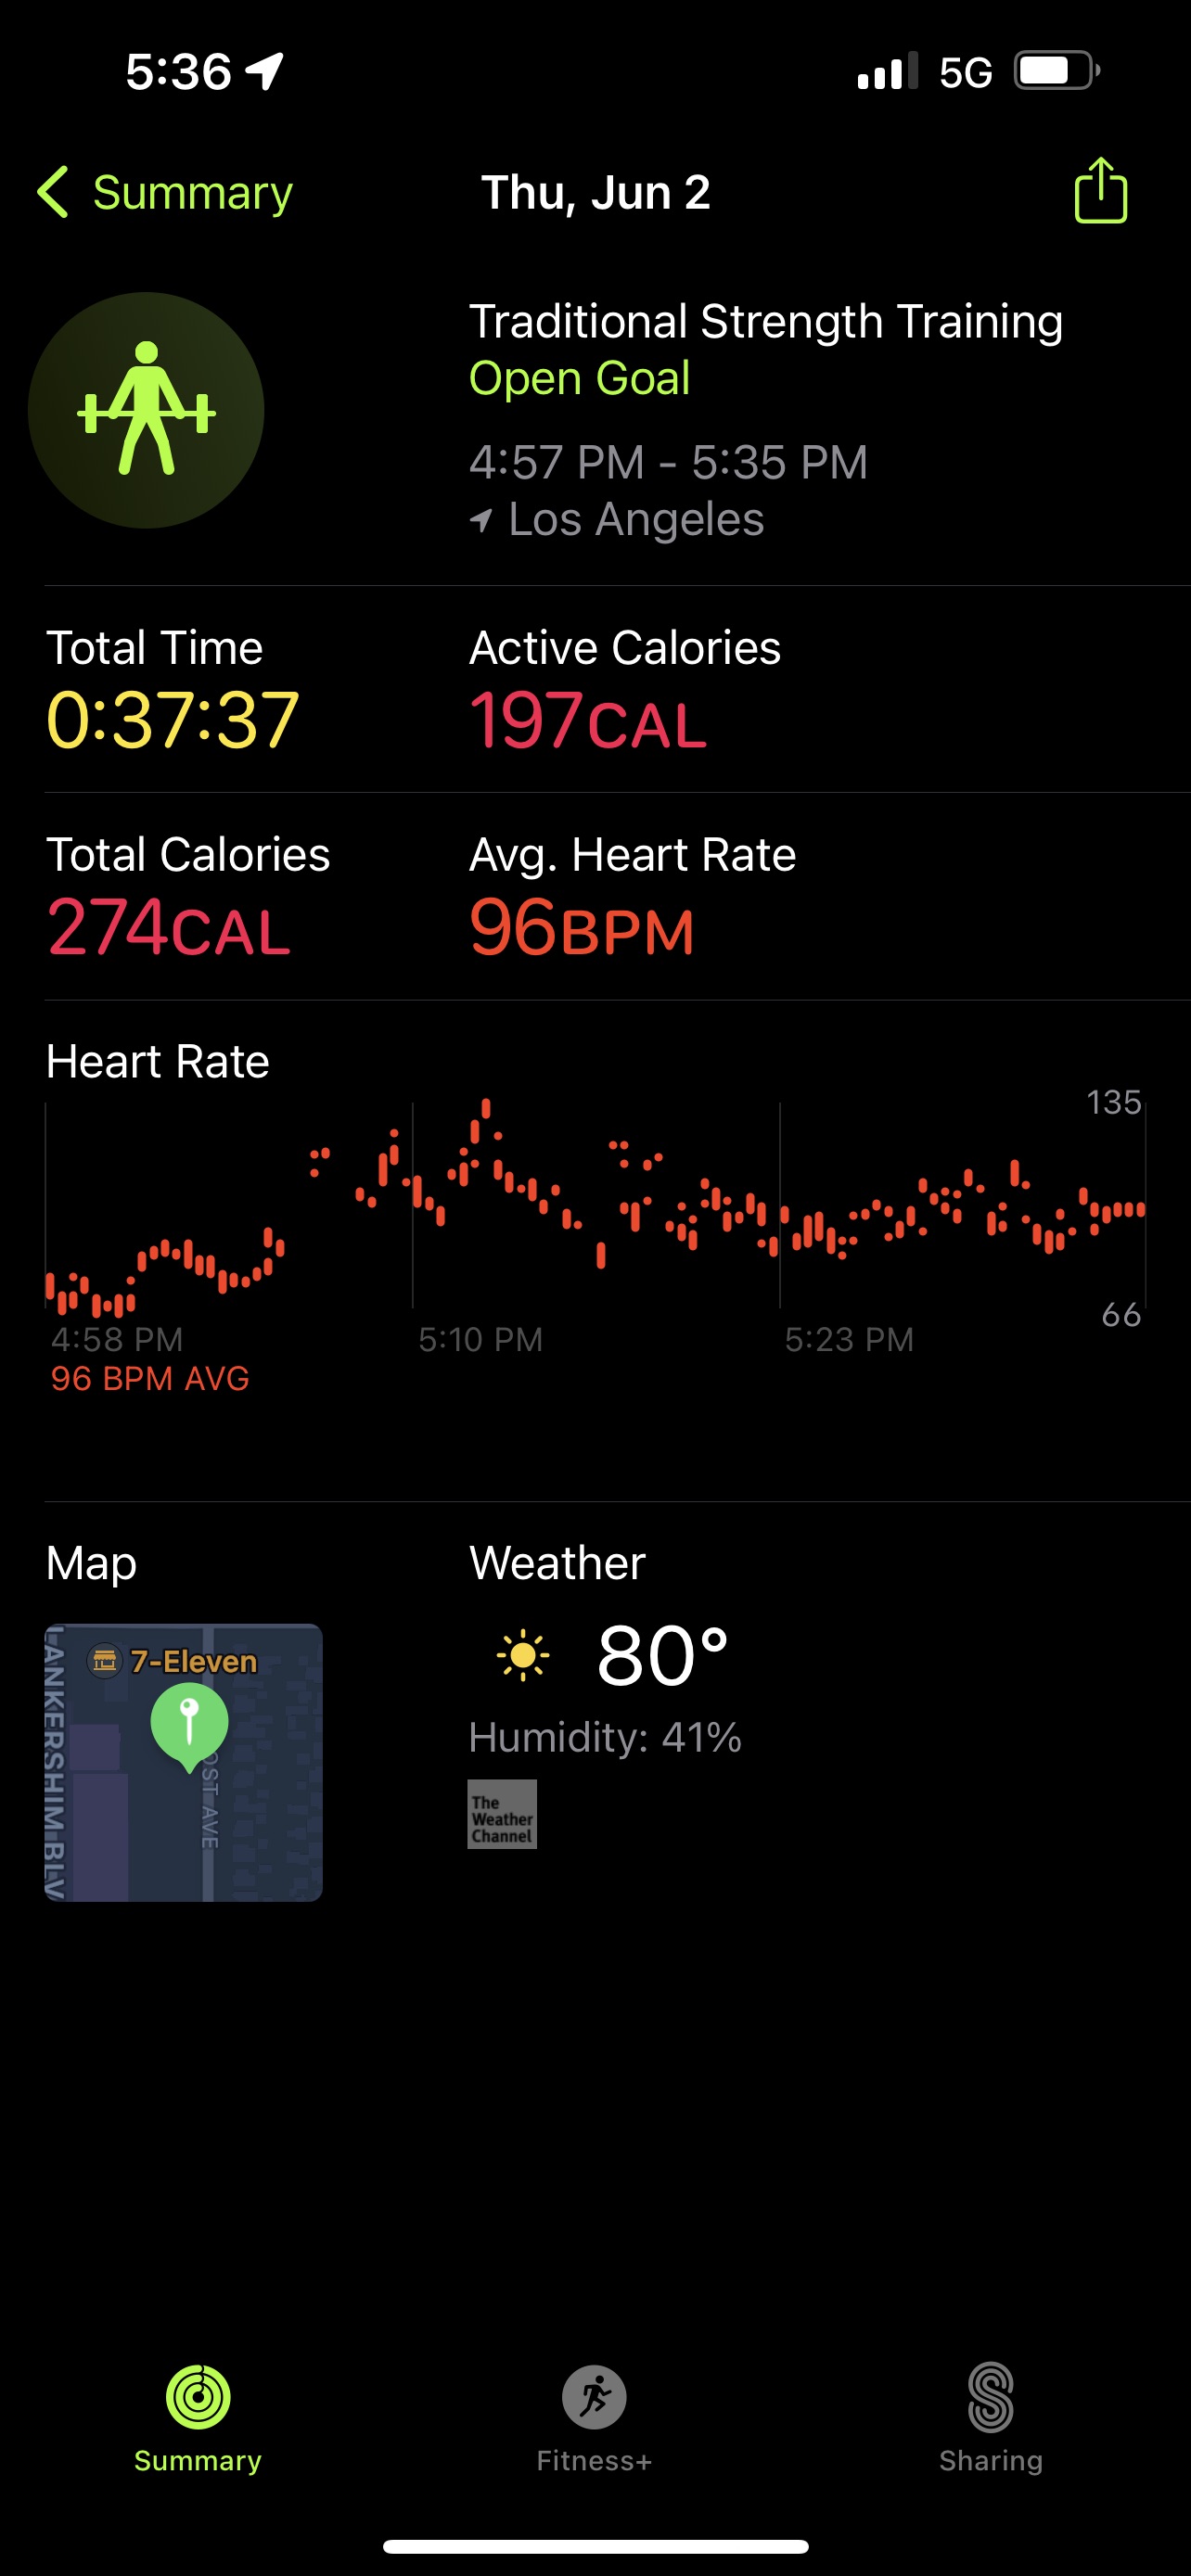 5:36
5G
Summary
Thu, Jun 2
Traditional Strength Training
Open Goal
4:57 PM - 5:35 PM
Los Angeles
Total Time
Active Calories
0:37:37
197CAL
Total Calories
Avg. Heart Rate
274CAL
96BPM
Heart Rate
135
66
4:58 PM
5:10 PM
5:23 PM
96 BPM AVG
Map
Weather
7-Eleven
LANKERSHIM BLV
OST AVE
80°
Humidity: 41%
The
Weather
Channel
Summary
Fitness+
Sharing